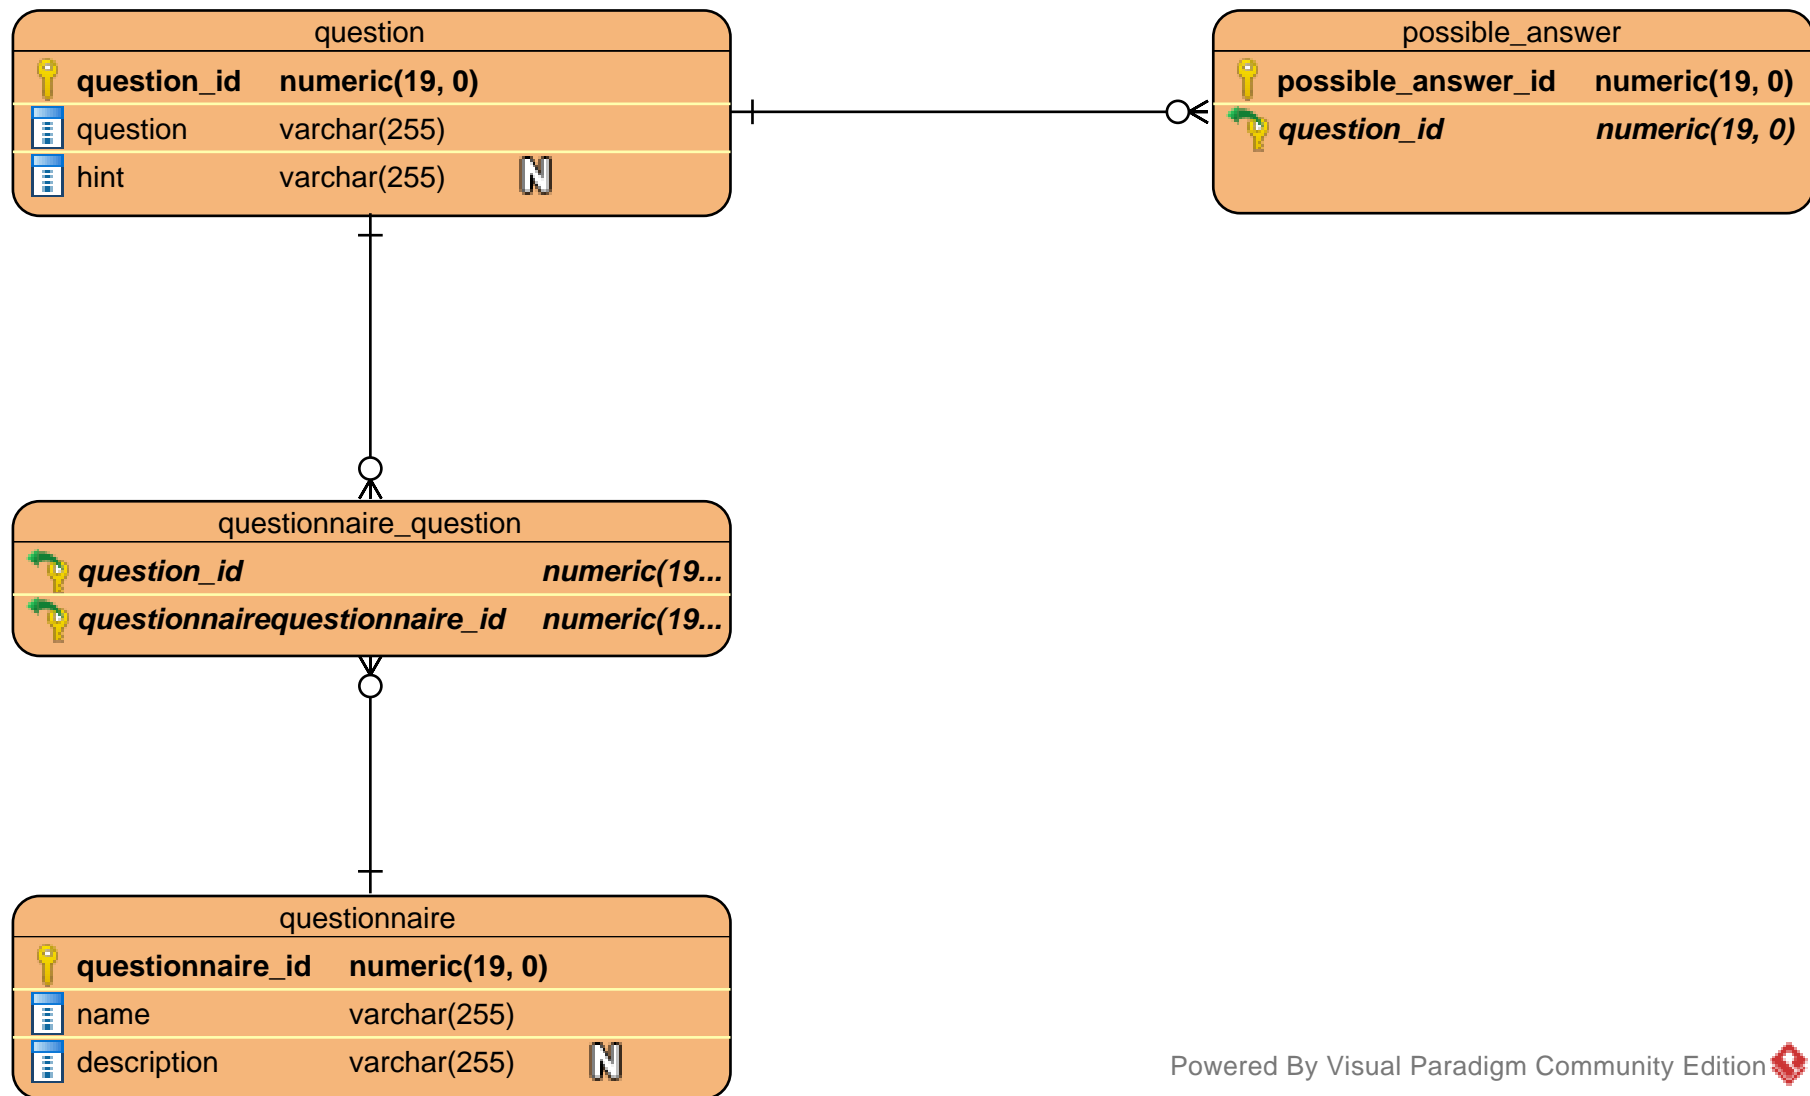 question
question_id numeric(19, 0)
question varchar(255)
hint varchar(255) N
possible_answer
possible_answer_id numeric(19, 0)
question_id numeric(19, 0)
questionnaire_question
question_id numeric(19...
questionnairequestionnaire_id numeric(19...
questionnaire
questionnaire_id numeric(19, 0)
name varchar(255)
description varchar(255) N
Powered By Visual Paradigm Community Edition